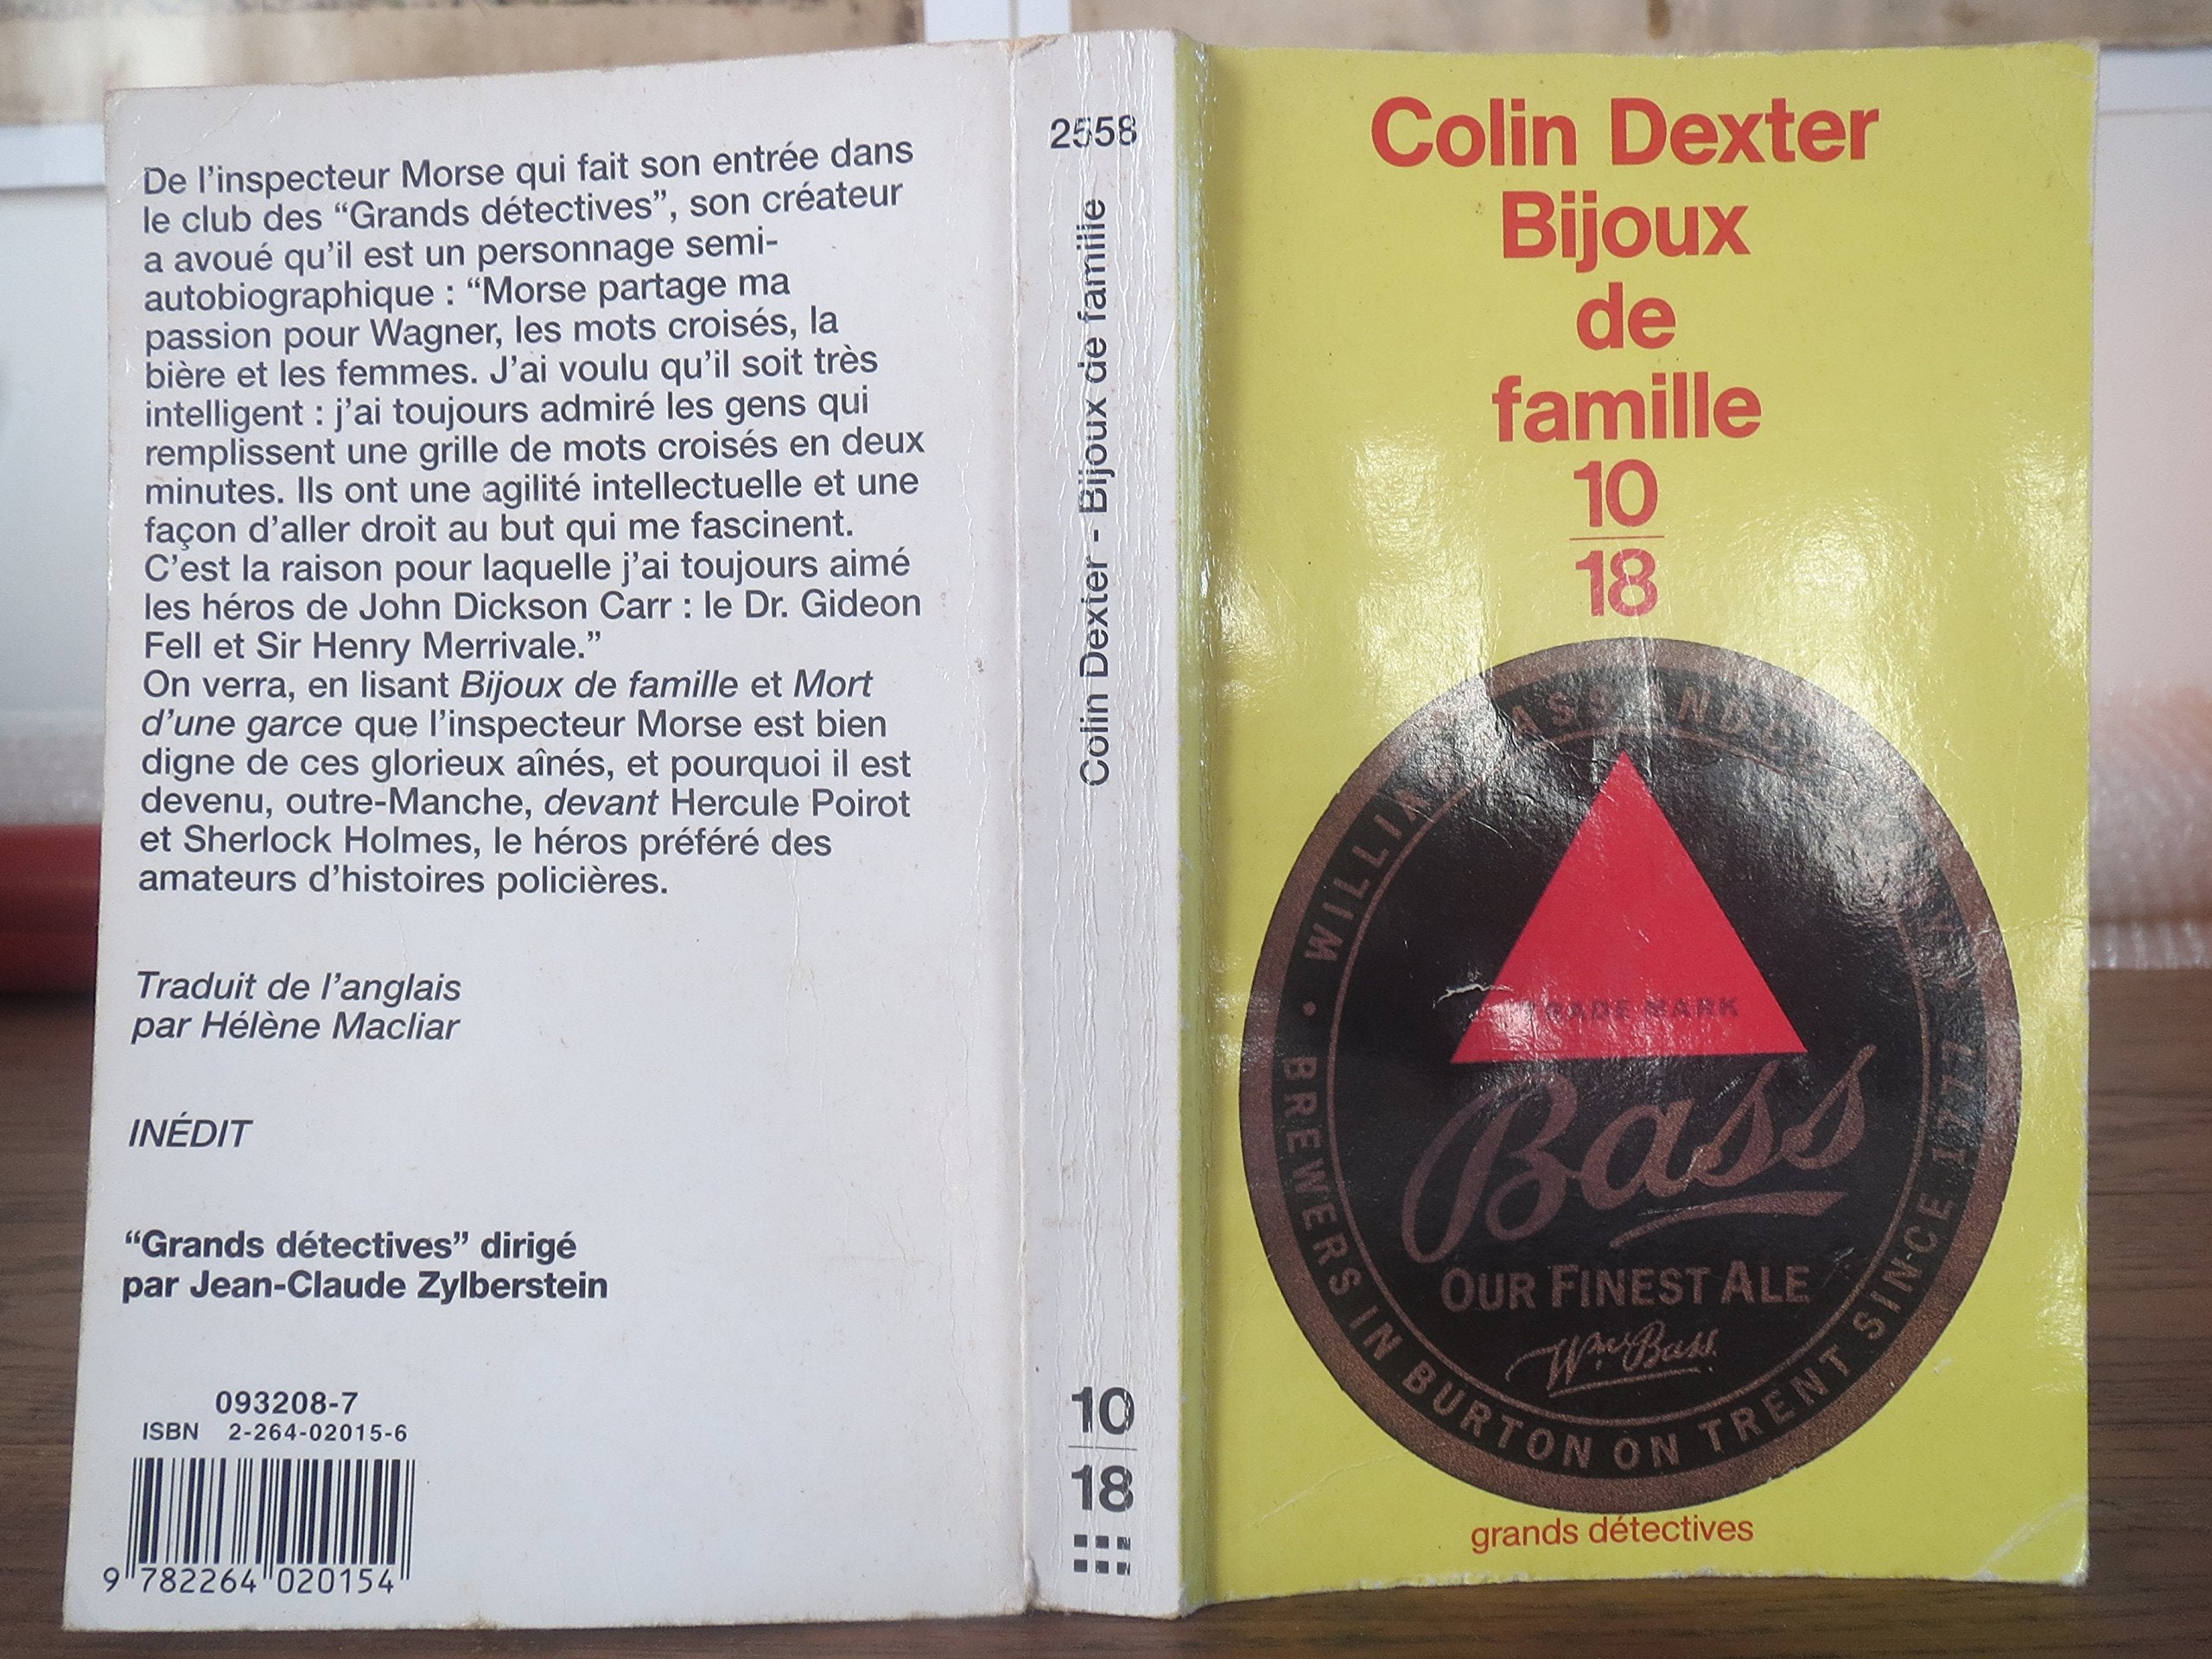 De l'inspecteur Morse qui fait son entrée dans
le club des “Grands détectives”, son créateur
a avoué qu'il est un personnage semi-
autobiographique : “Morse partage ma
passion pour Wagner, les mots croisés, la
bière et les femmes. J'ai voulu qu'il soit très
intelligent : j'ai toujours admiré les gens qui
remplissent une grille de mots croisés en deux
minutes. Ils ont une agilité intellectuelle et une
façon d'aller droit au but qui me fascinent.
C'est la raison pour laquelle j'ai toujours aimé
les héros de John Dickson Carr : le Dr. Gideon
Fell et Sir Henry Merrivale.”
On verra, en lisant Bijoux de famille et Mort
d'une garce que l'inspecteur Morse est bien
digne de ces glorieux aînés, et pourquoi il est
devenu, outre-Manche, devant Hercule Poirot
et Sherlock Holmes, le héros préféré des
amateurs d'histoires policières.
Traduit de l'anglais
par Hélène Macliar
INÉDIT
“Grands détectives” dirigé
par Jean-Claude Zylberstein
093208-7
ISBN 2-264-02015-6
9 782264 020154
2558
Colin Dexter - Bijoux de famille
10
18
Colin Dexter
Bijoux
de
famille
10
18
WILLIAM BASS AND COMPANY
TRADE MARK
Bass
OUR FINEST ALE
Wm Bass
• BREWERS IN BURTON ON TRENT SINCE 1777
grands détectives